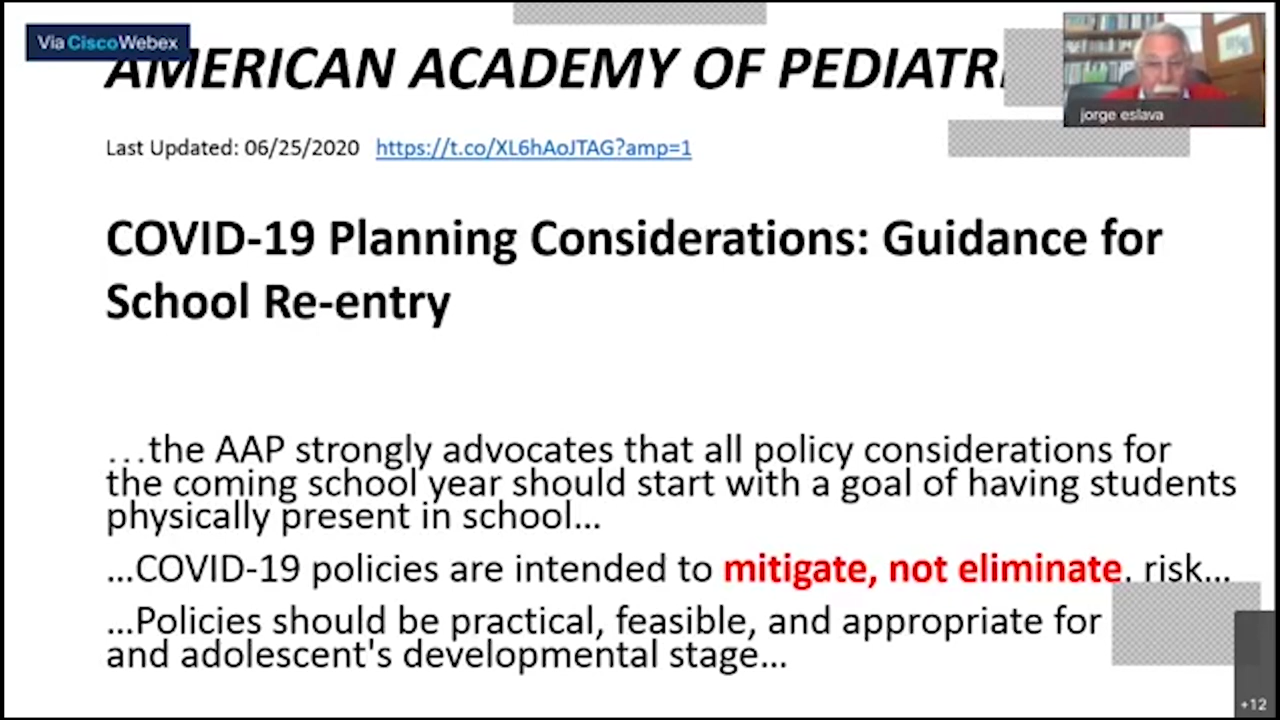 Via CiscoWebex
AMERICAN ACADEMY OF PEDIATR
jorge eslava
Last Updated: 06/25/2020 https://t.co/XL6hAoJTAG?amp=1
COVID-19 Planning Considerations: Guidance for
School Re-entry
...the AAP strongly advocates that all policy considerations for
the coming school year should start with a goal of having students
physically present in school...
...COVID-19 policies are intended to mitigate, not eliminate, risk...
...Policies should be practical, feasible, and appropriate for
and adolescent's developmental stage...
+12